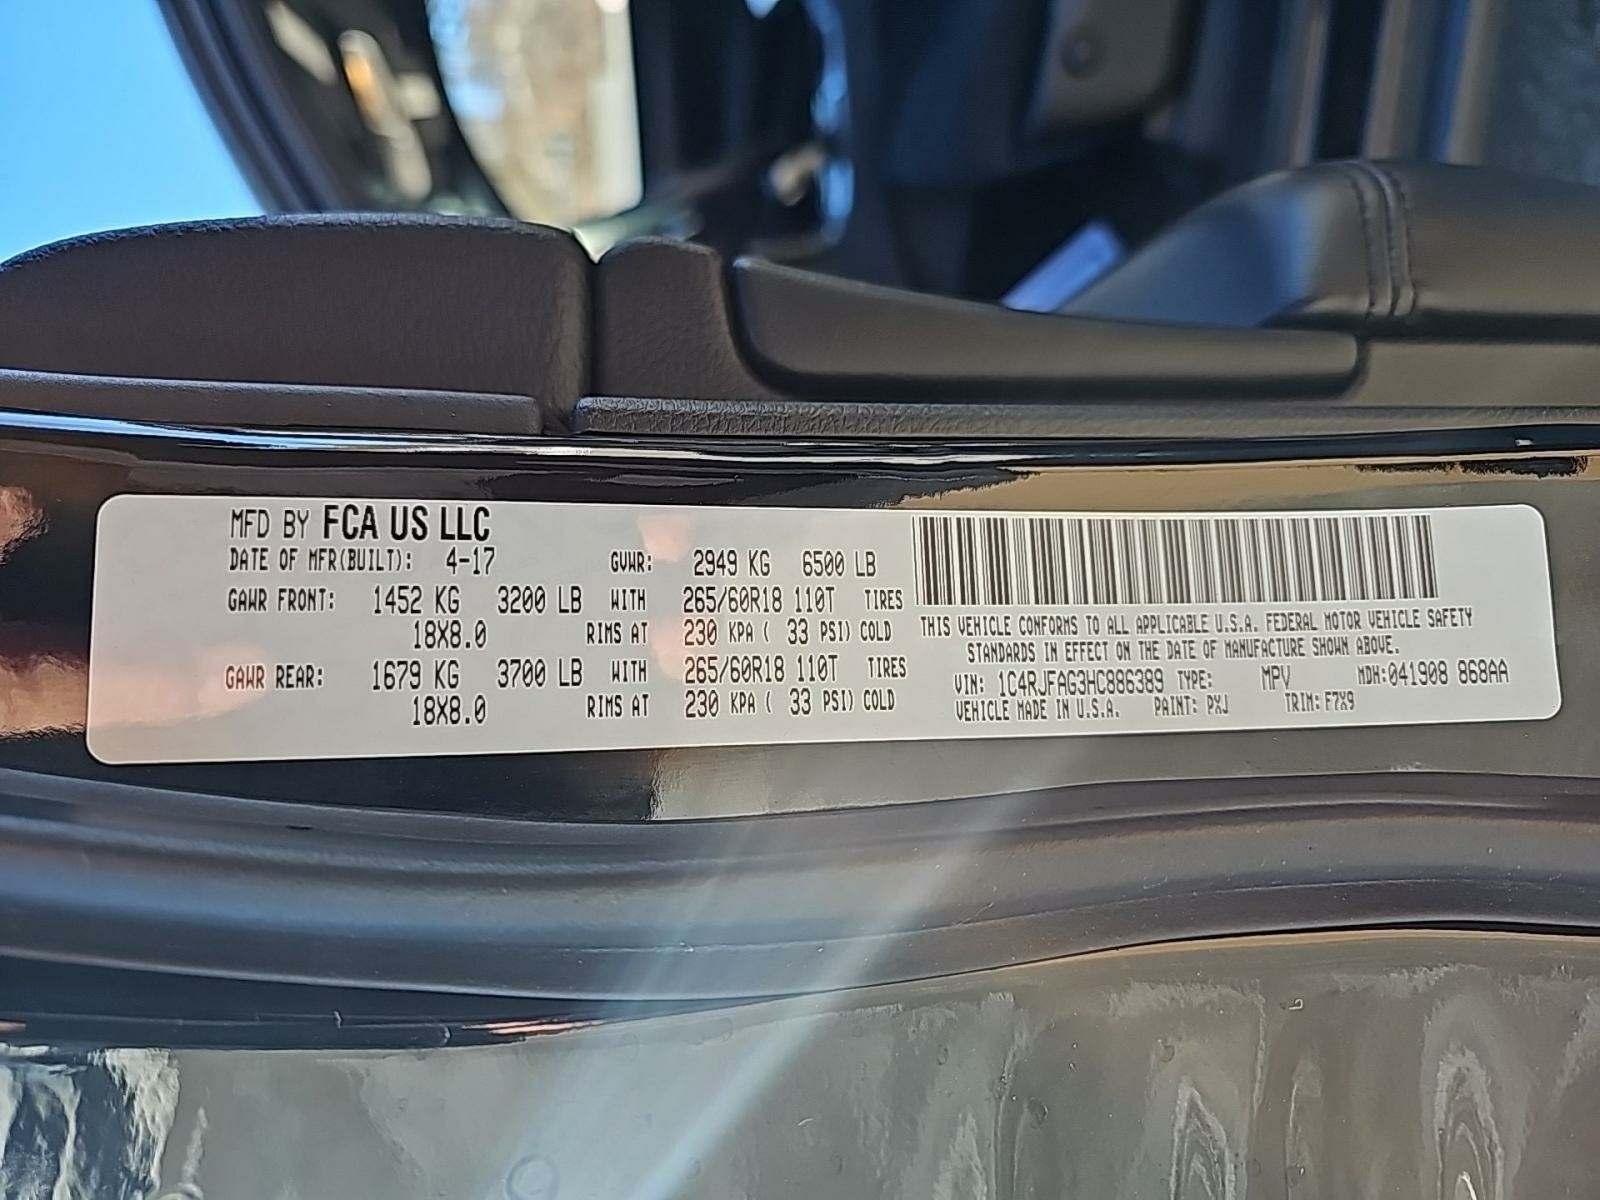 MFD BY FCA US LLC
DATE OF MFR(BUILT): 4-17 GVWR: 2949 KG 6500 LB
GAWR FRONT: 1452 KG 3200 LB WITH 265/60R18 110T TIRES
18X8.0 RIMS AT 230 KPA ( 33 PSI) COLD
GAWR REAR: 1679 KG 3700 LB WITH 265/60R18 110T TIRES
18X8.0 RIMS AT 230 KPA ( 33 PSI) COLD
THIS VEHICLE CONFORMS TO ALL APPLICABLE U.S.A. FEDERAL MOTOR VEHICLE SAFETY
STANDARDS IN EFFECT ON THE DATE OF MANUFACTURE SHOWN ABOVE.
VIN: 1C4RJFAG3HC886389 TYPE: MPV MDH:041908 868AA
VEHICLE MADE IN U.S.A. PAINT: PXJ TRIM: F7X9